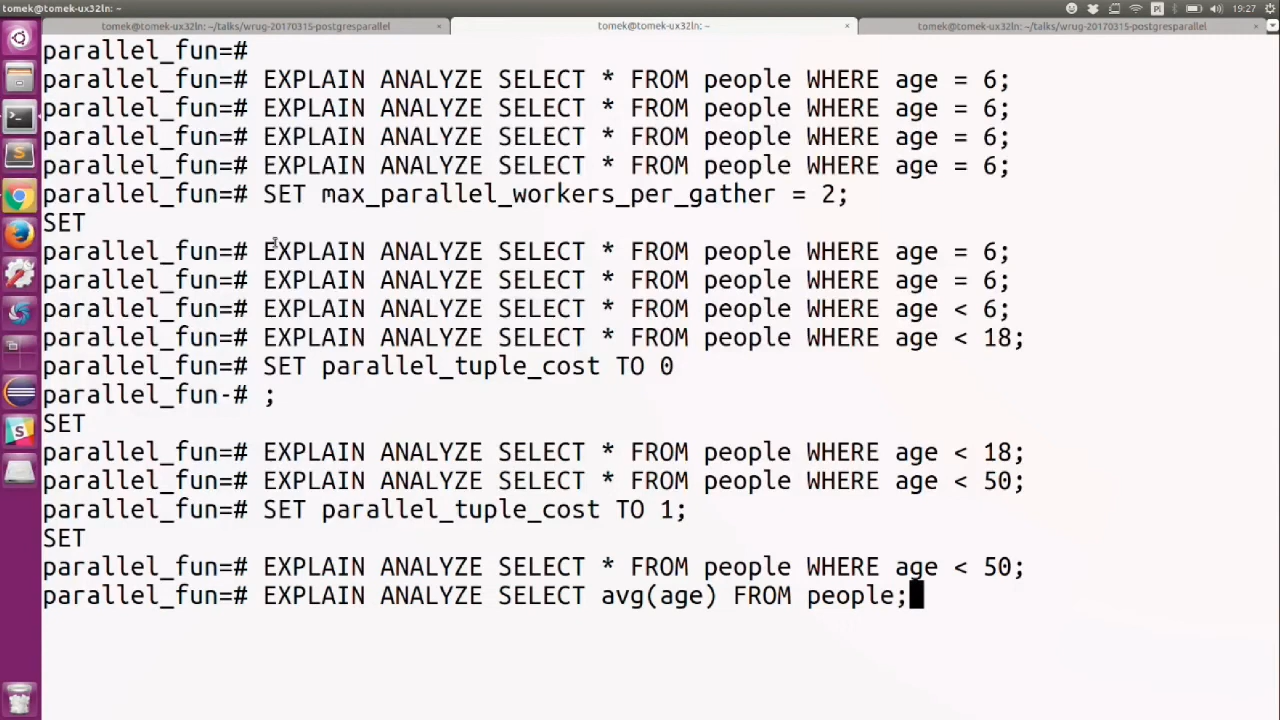 tomek@tomek-ux32ln: ~
PL
19:27
tomek@tomek-ux32ln: ~/talks/wrug-20170315-postgresparallel × tomek@tomek-ux32ln: ~ × tomek@tomek-ux32ln: ~/talks/wrug-20170315-postgresparallel ×
parallel_fun=#
parallel_fun=# EXPLAIN ANALYZE SELECT * FROM people WHERE age = 6;
parallel_fun=# EXPLAIN ANALYZE SELECT * FROM people WHERE age = 6;
parallel_fun=# EXPLAIN ANALYZE SELECT * FROM people WHERE age = 6;
parallel_fun=# EXPLAIN ANALYZE SELECT * FROM people WHERE age = 6;
parallel_fun=# SET max_parallel_workers_per_gather = 2;
SET
parallel_fun=# EXPLAIN ANALYZE SELECT * FROM people WHERE age = 6;
parallel_fun=# EXPLAIN ANALYZE SELECT * FROM people WHERE age = 6;
parallel_fun=# EXPLAIN ANALYZE SELECT * FROM people WHERE age < 6;
parallel_fun=# EXPLAIN ANALYZE SELECT * FROM people WHERE age < 18;
parallel_fun=# SET parallel_tuple_cost TO 0
parallel_fun-# ;
SET
parallel_fun=# EXPLAIN ANALYZE SELECT * FROM people WHERE age < 18;
parallel_fun=# EXPLAIN ANALYZE SELECT * FROM people WHERE age < 50;
parallel_fun=# SET parallel_tuple_cost TO 1;
SET
parallel_fun=# EXPLAIN ANALYZE SELECT * FROM people WHERE age < 50;
parallel_fun=# EXPLAIN ANALYZE SELECT avg(age) FROM people;